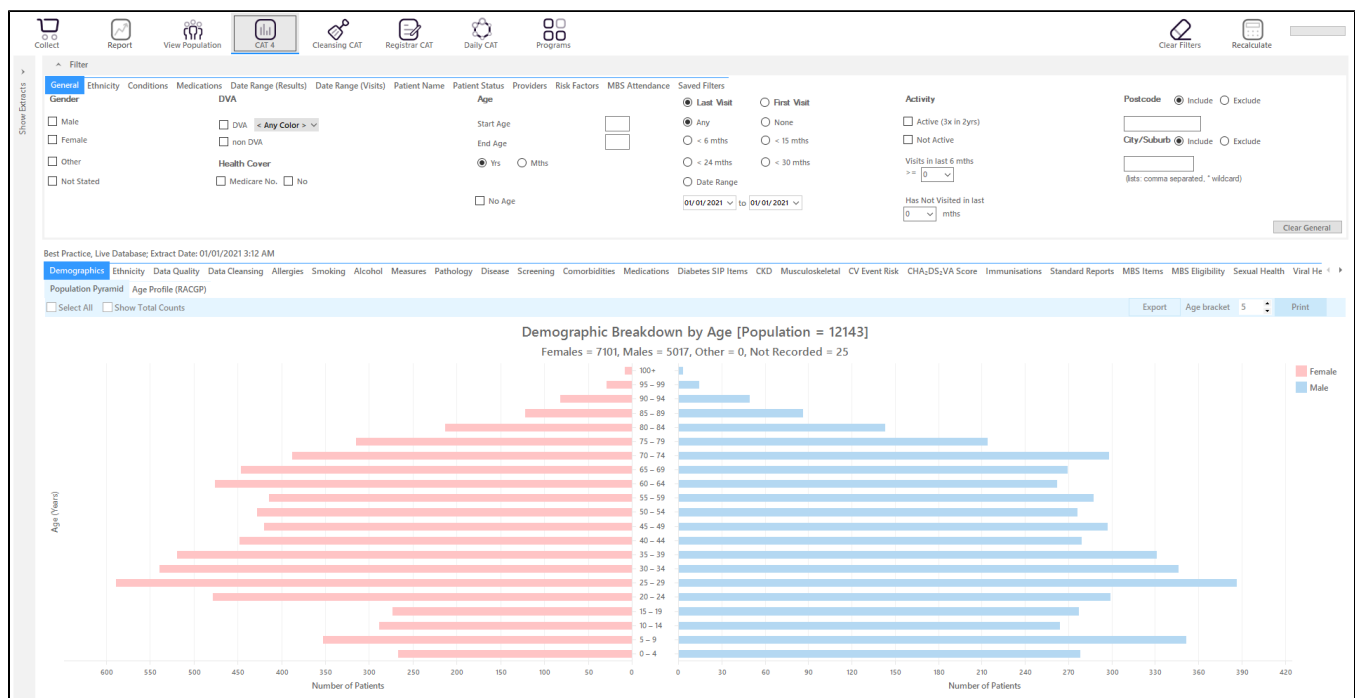 Collect Report View Population CAT 4 Cleansing CAT Registrar CAT Daily CAT Programs Clear Filters Recalculate
Show Extracts
Filter
General Ethnicity Conditions Medications Date Range (Results) Date Range (Visits) Patient Name Patient Status Providers Risk Factors MBS Attendance Saved Filters
Gender DVA Age Last Visit First Visit Activity Postcode Include Exclude
Male DVA < Any Color > Start Age Any None Active (3x in 2yrs)
Female non DVA End Age < 6 mths < 15 mths Not Active City/Suburb Include Exclude
Other Health Cover Yrs Mths < 24 mths < 30 mths Visits in last 6 mths
>= 0
Not Stated Medicare No. No Date Range (lists: comma separated, * wildcard)
No Age 01/01/2021 to 01/01/2021 Has Not Visited in last
0 mths
Clear General
Best Practice, Live Database; Extract Date: 01/01/2021 3:12 AM
Demographics Ethnicity Data Quality Data Cleansing Allergies Smoking Alcohol Measures Pathology Disease Screening Comorbidities Medications Diabetes SIP Items CKD Musculoskeletal CV Event Risk CHA₂DS₂VA Score Immunisations Standard Reports MBS Items MBS Eligibility Sexual Health Viral He
Population Pyramid Age Profile (RACGP)
Select All Show Total Counts Export Age bracket 5 Print
Demographic Breakdown by Age [Population = 12143]
Females = 7101, Males = 5017, Other = 0, Not Recorded = 25
Female
Male
Age (Years)
100+
95 – 99
90 – 94
85 – 89
80 – 84
75 – 79
70 – 74
65 – 69
60 – 64
55 – 59
50 – 54
45 – 49
40 – 44
35 – 39
30 – 34
25 – 29
20 – 24
15 – 19
10 – 14
5 – 9
0 – 4
600 550 500 450 400 350 300 250 200 150 100 50 0 0 30 60 90 120 150 180 210 240 270 300 330 360 390 420
Number of Patients Number of Patients